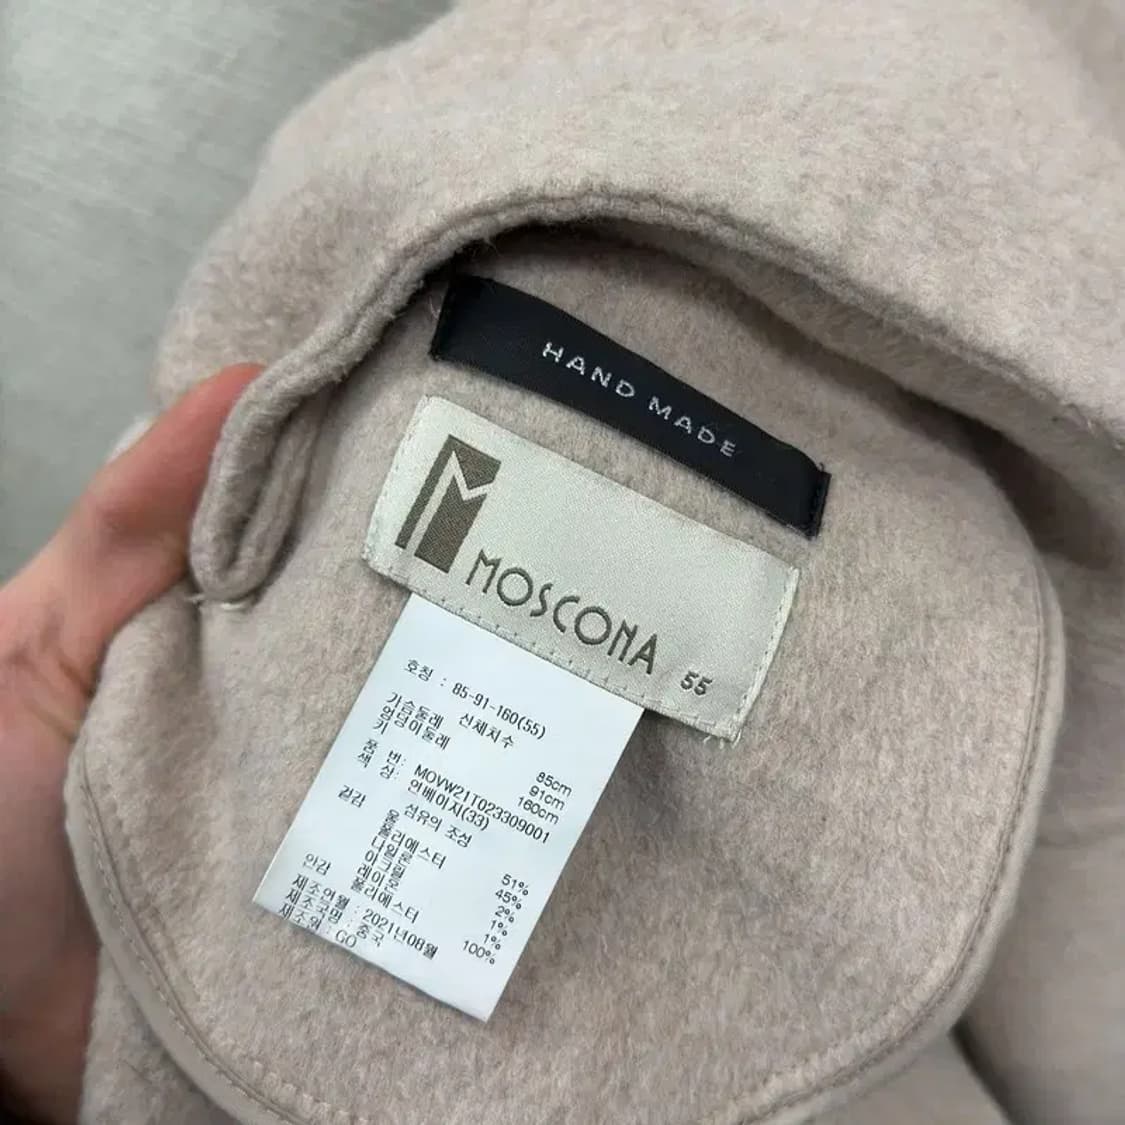 HAND MADE
M
MOSCONA
55
호칭 : 85-91-160(55)
신체치수
가슴둘레 85cm
엉덩이둘레 91cm
키 160cm
품 번: MOVW21T023309001
색 상: 연베이지(33)
섬유의 조성
겉감 울 51%
폴리에스터 45%
나일론 2%
아크릴 1%
레이온 1%
안감 폴리에스터 100%
제조연월 : 2021년08월
제조국명 : 중국
제조원 : GO